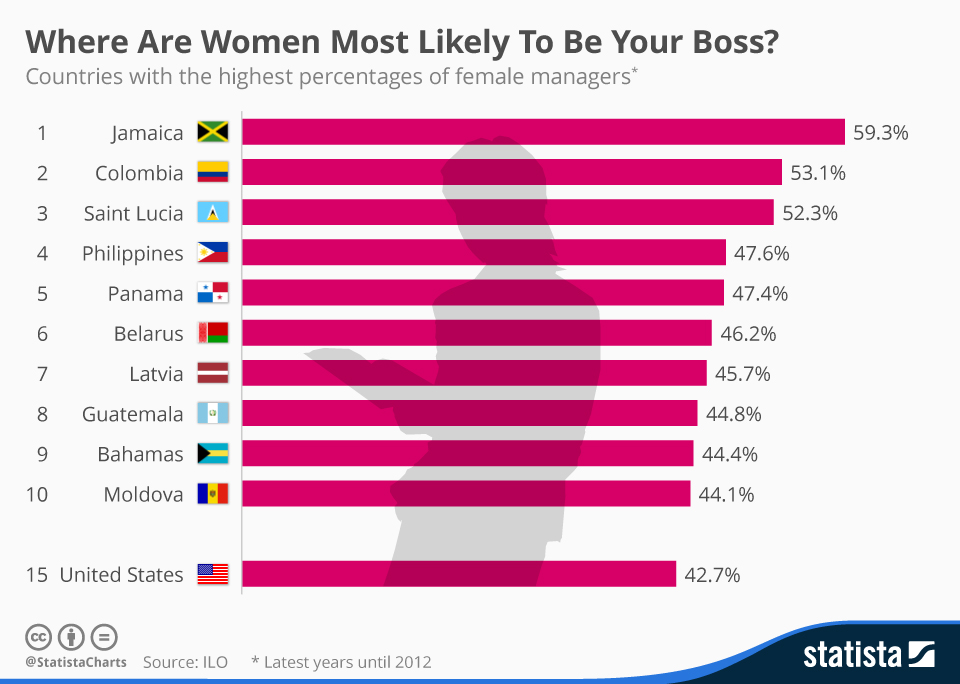 Where Are Women Most Likely To Be Your Boss?
Countries with the highest percentages of female managers*
1 Jamaica 59.3%
2 Colombia 53.1%
3 Saint Lucia 52.3%
4 Philippines 47.6%
5 Panama 47.4%
6 Belarus 46.2%
7 Latvia 45.7%
8 Guatemala 44.8%
9 Bahamas 44.4%
10 Moldova 44.1%
15 United States 42.7%
cc =
@StatistaCharts Source: ILO * Latest years until 2012
statista